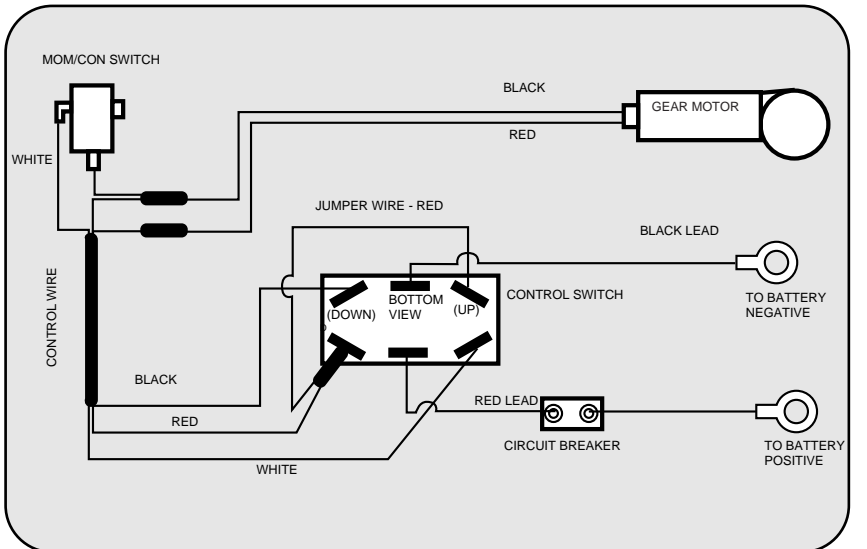 MOM/CON SWITCH
BLACK
GEAR MOTOR
RED
WHITE
JUMPER WIRE - RED
BLACK LEAD
CONTROL WIRE
(DOWN)
BOTTOM
VIEW
(UP)
CONTROL SWITCH
TO BATTERY
NEGATIVE
BLACK
RED
WHITE
RED LEAD
CIRCUIT BREAKER
TO BATTERY
POSITIVE